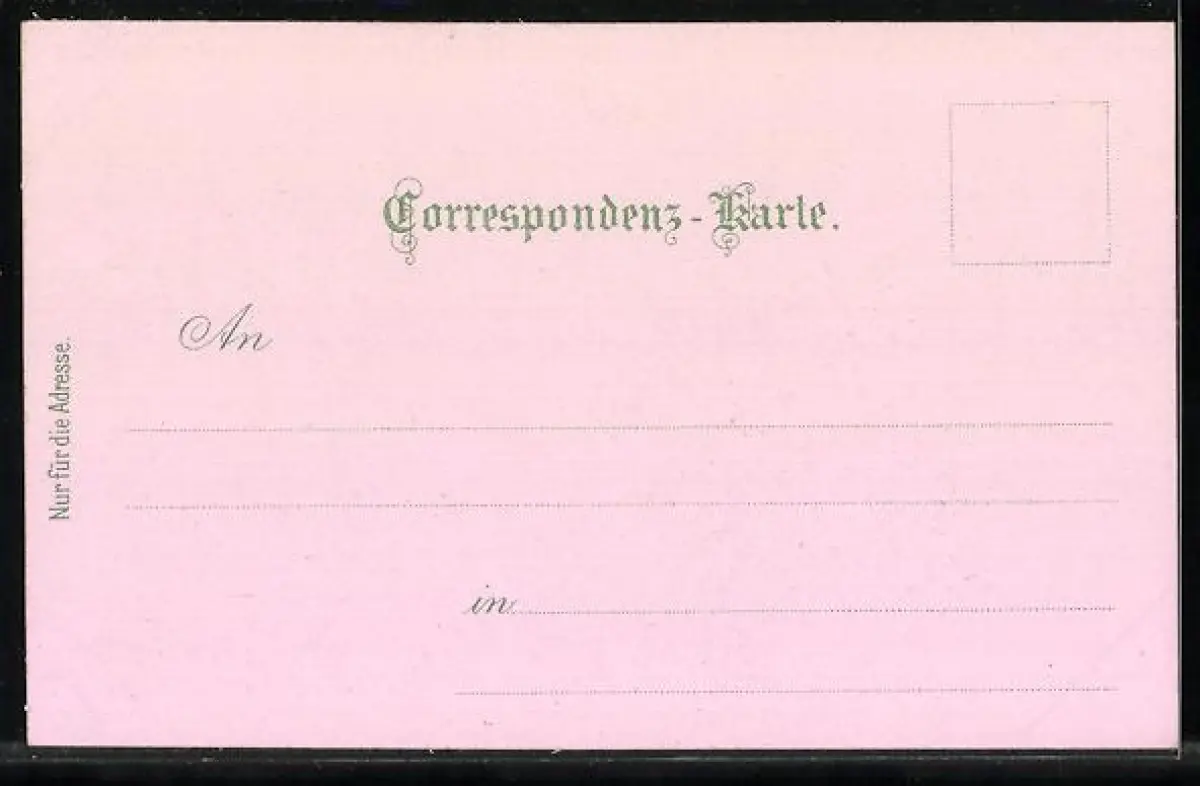 Correspondenz-Karte.
An
Nur für die Adresse.
in